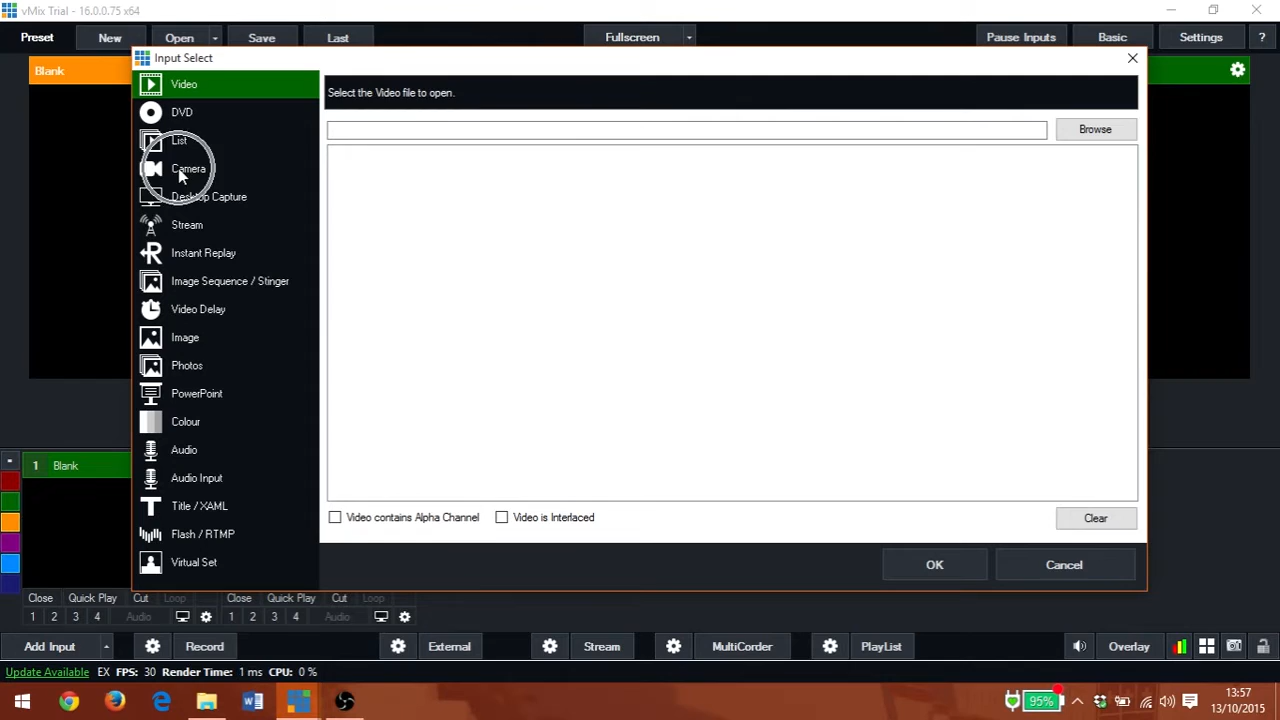 vMix Trial - 16.0.0.75 x64
Preset New Open Save Last Fullscreen Pause Inputs Basic Settings ?
Input Select
Blank
Video
Select the Video file to open.
DVD
Browse
List
Camera
Desktop Capture
Stream
Instant Replay
Image Sequence / Stinger
Video Delay
Image
Photos
PowerPoint
Colour
Audio
1 Blank
Audio Input
Title / XAML
Video contains Alpha Channel Video is Interlaced Clear
Flash / RTMP
Virtual Set
OK Cancel
Close Quick Play Cut Loop Close Quick Play Cut Loop
1 2 3 4 Audio 1 2 3 4 Audio
Add Input Record External Stream MultiCorder PlayList Overlay
Update Available EX FPS: 30 Render Time: 1 ms CPU: 0 %
95%
13:57
13/10/2015